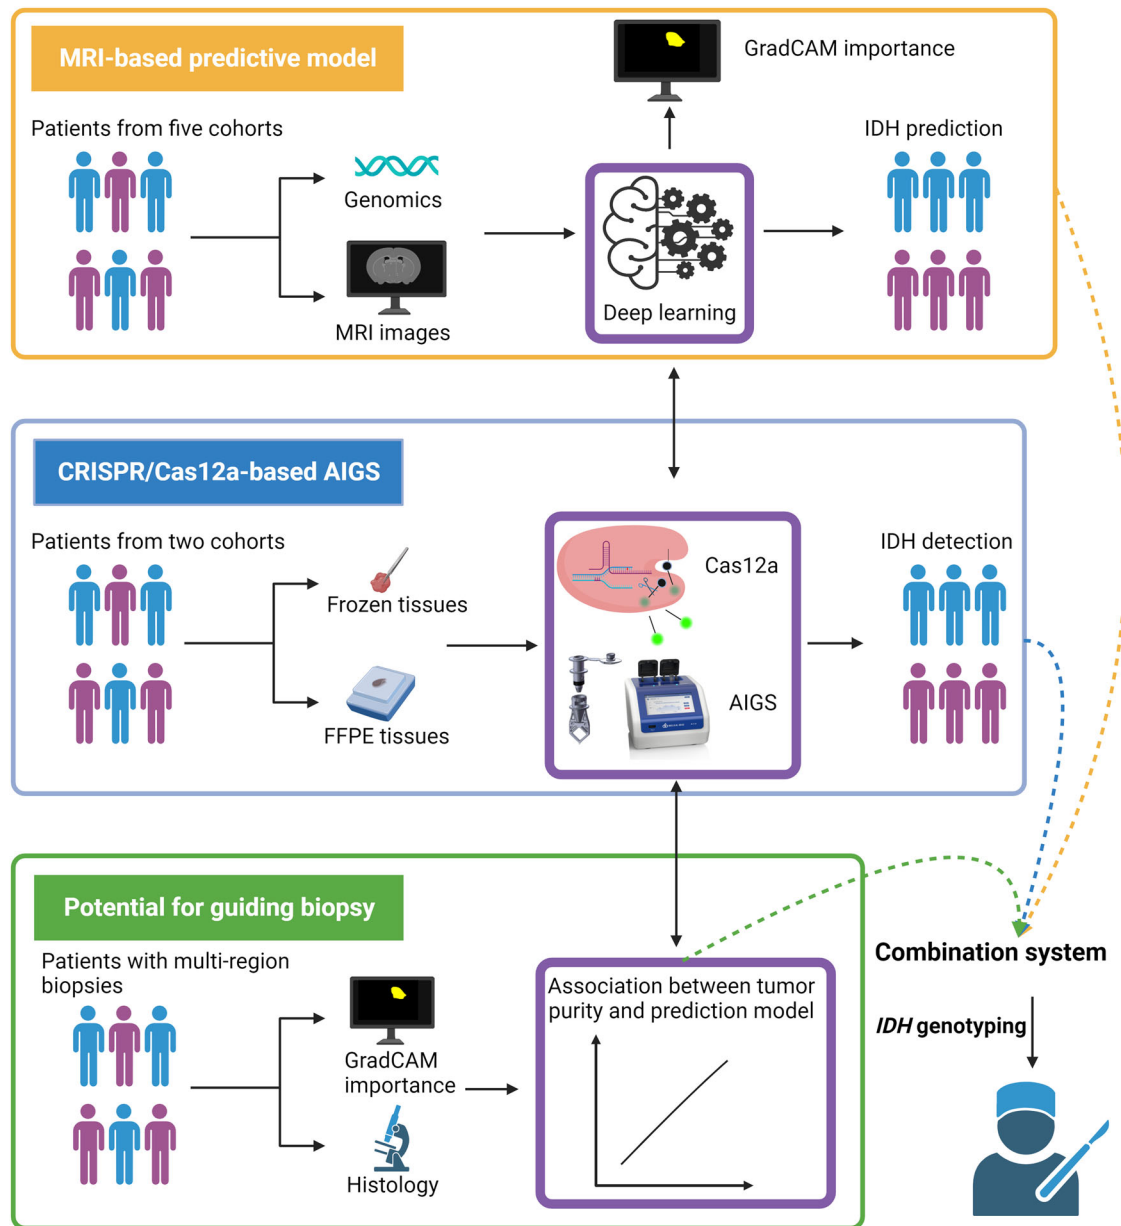 MRI-based predictive model
GradCAM importance
Patients from five cohorts
IDH prediction
Genomics
MRI images
Deep learning
CRISPR/Cas12a-based AIGS
Patients from two cohorts
IDH detection
Cas12a
Frozen tissues
AIGS
FFPE tissues
Potential for guiding biopsy
Patients with multi-region
biopsies
Association between tumor
purity and prediction model
GradCAM
importance
Histology
Combination system
IDH genotyping